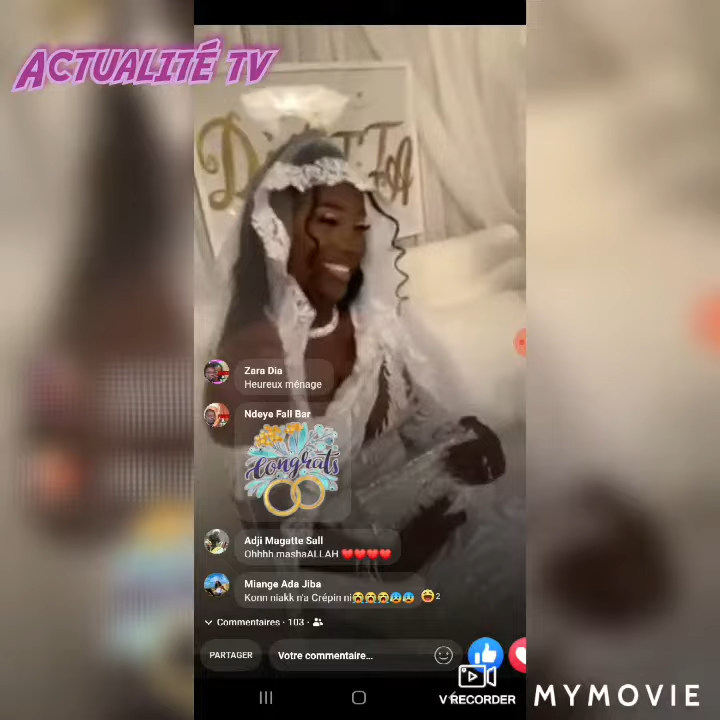 ACTUALITÉ TV
Zara Dia
Heureux ménage
Ndeye Fall Bar
Congrats
Adji Magatte Sall
Ohhhh mashaALLAH ❤️❤️❤️❤️
Miange Ada Jiba
Konn niakk n'a Crépin ni😭😭😭😰😰 😆2
Commentaires · 103 ·
PARTAGER
Votre commentaire...
V RECORDER
MYMOVIE